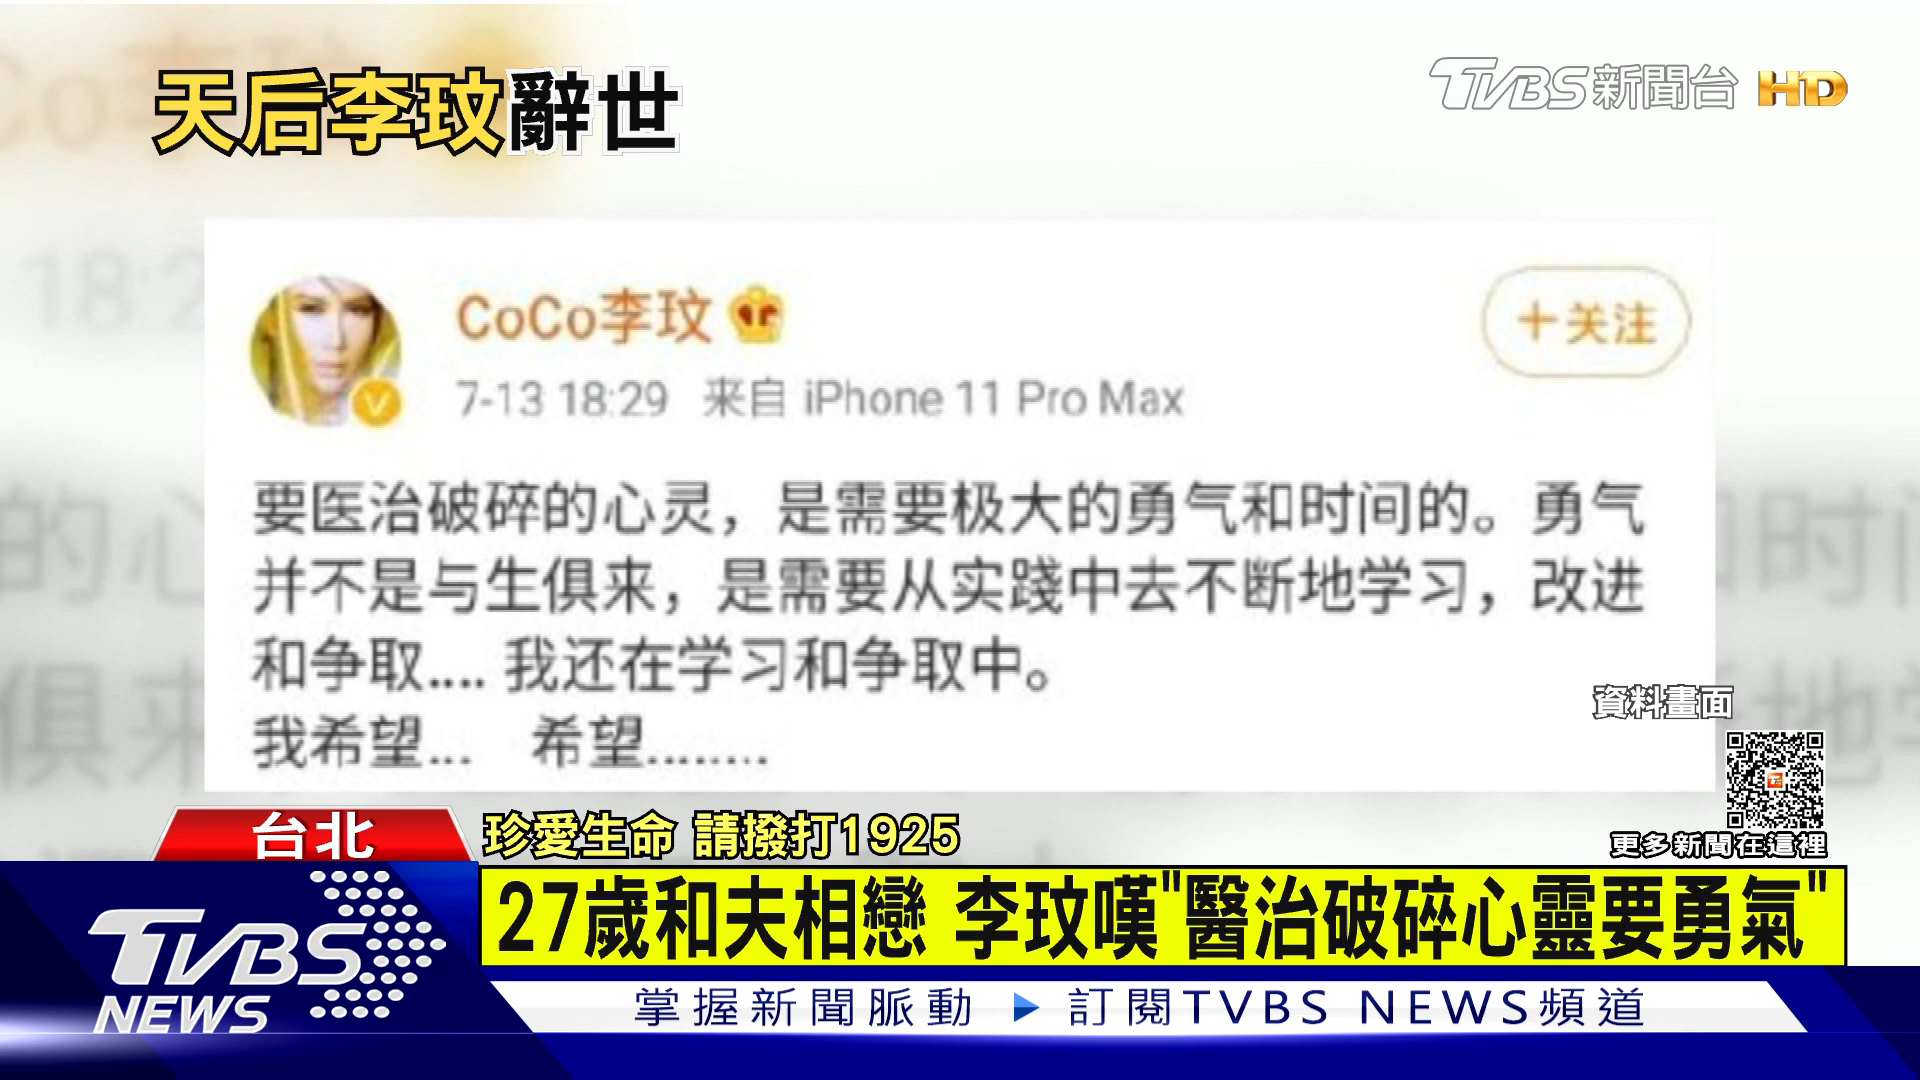 天后李玟辭世
TVBS新聞台 HD
CoCo李玟
+关注
7-13 18:29 来自 iPhone 11 Pro Max
要医治破碎的心灵，是需要极大的勇气和时间的。勇气
并不是与生俱来，是需要从实践中去不断地学习，改进
和争取.... 我还在学习和争取中。
我希望... 希望........
資料畫面
更多新聞在這裡
台北
珍愛生命 請撥打1925
27歲和夫相戀 李玟嘆"醫治破碎心靈要勇氣"
TVBS
NEWS
掌握新聞脈動 ▶ 訂閱TVBS NEWS頻道